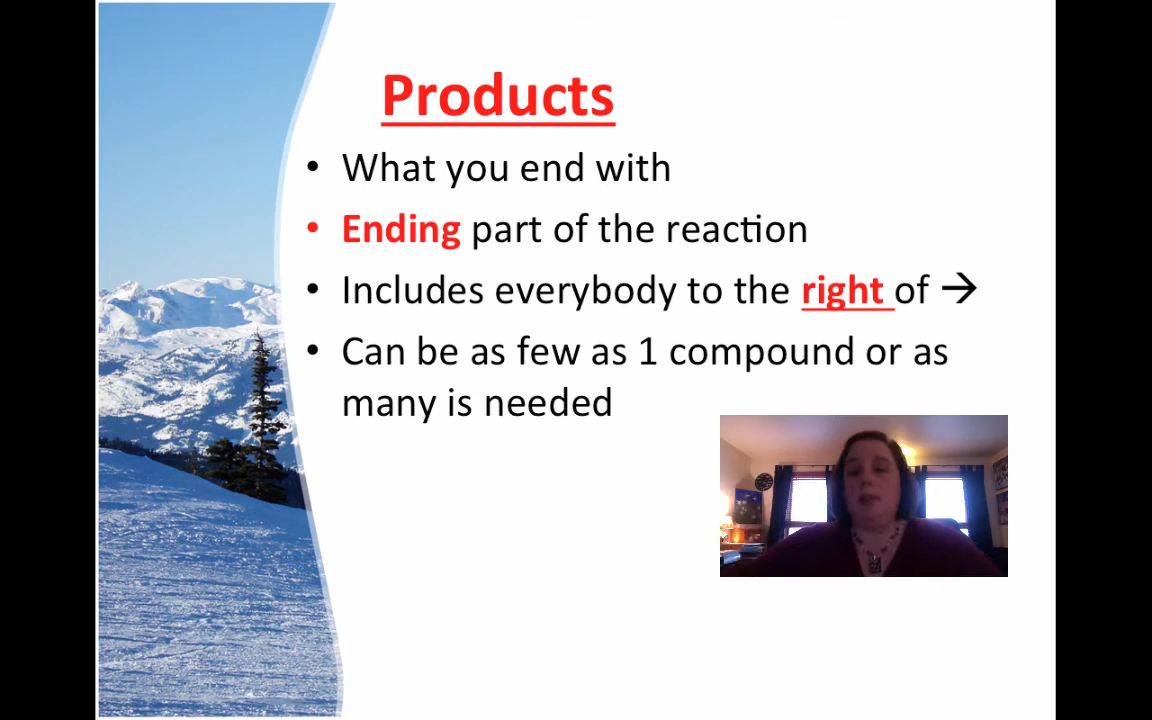 Products
• What you end with
• Ending part of the reaction
• Includes everybody to the right of →
• Can be as few as 1 compound or as
many is needed